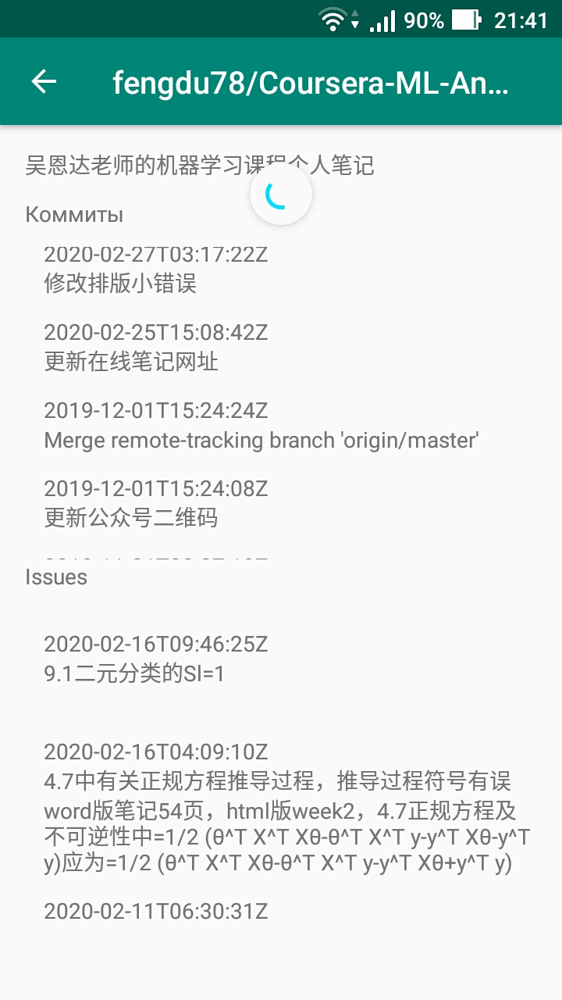 90% 21:41
fengdu78/Coursera-ML-An...
吴恩达老师的机器学习课程个人笔记
Коммиты
2020-02-27T03:17:22Z
修改排版小错误
2020-02-25T15:08:42Z
更新在线笔记网址
2019-12-01T15:24:24Z
Merge remote-tracking branch 'origin/master'
2019-12-01T15:24:08Z
更新公众号二维码
Issues
2020-02-16T09:46:25Z
9.1二元分类的Sl=1
2020-02-16T04:09:10Z
4.7中有关正规方程推导过程，推导过程符号有误
word版笔记54页，html版week2，4.7正规方程及
不可逆性中=1/2 (θ^T X^T Xθ-θ^T X^T y-y^T Xθ-y^T
y)应为=1/2 (θ^T X^T Xθ-θ^T X^T y-y^T Xθ+y^T y)
2020-02-11T06:30:31Z